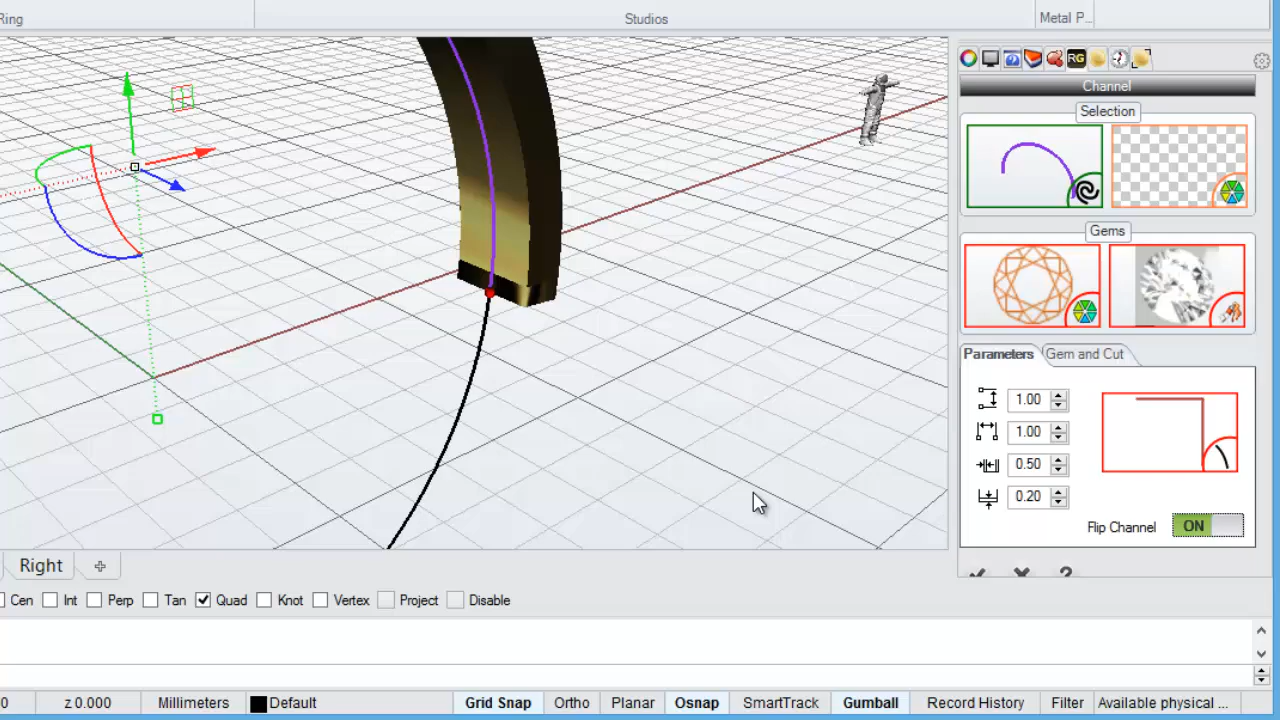 Ring
Studios
Metal P...
RG
Channel
Selection
Gems
Parameters
Gem and Cut
1.00
1.00
0.50
0.20
Flip Channel
ON
Right
Cen
Int
Perp
Tan
Quad
Knot
Vertex
Project
Disable
0
z 0.000
Millimeters
Default
Grid Snap
Ortho
Planar
Osnap
SmartTrack
Gumball
Record History
Filter
Available physical ...